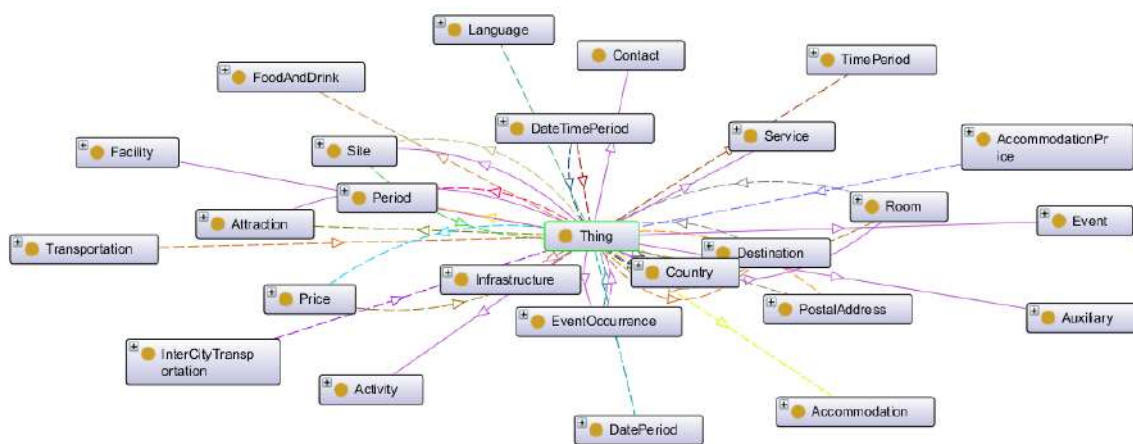 Language
Contact
TimePeriod
FoodAndDrink
DateTimePeriod
Service
AccommodationPr
ice
Facility
Site
Period
Room
Attraction
Event
Transportation
Thing
Destination
Infrastructure
Country
Price
EventOccurrence
PostalAddress
Auxiliary
InterCityTransp
ortation
Activity
Accommodation
DatePeriod